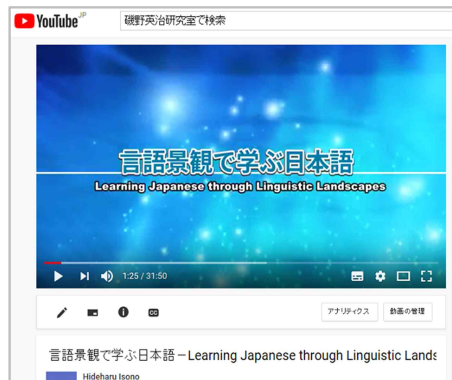 YouTube JP
磯野英治研究室で検索
言語景観で学ぶ日本語
Learning Japanese through Linguistic Landscapes
1:25 / 31:50
CC
アナリティクス
動画の管理
言語景観で学ぶ日本語－Learning Japanese through Linguistic Lands
Hideharu Isono